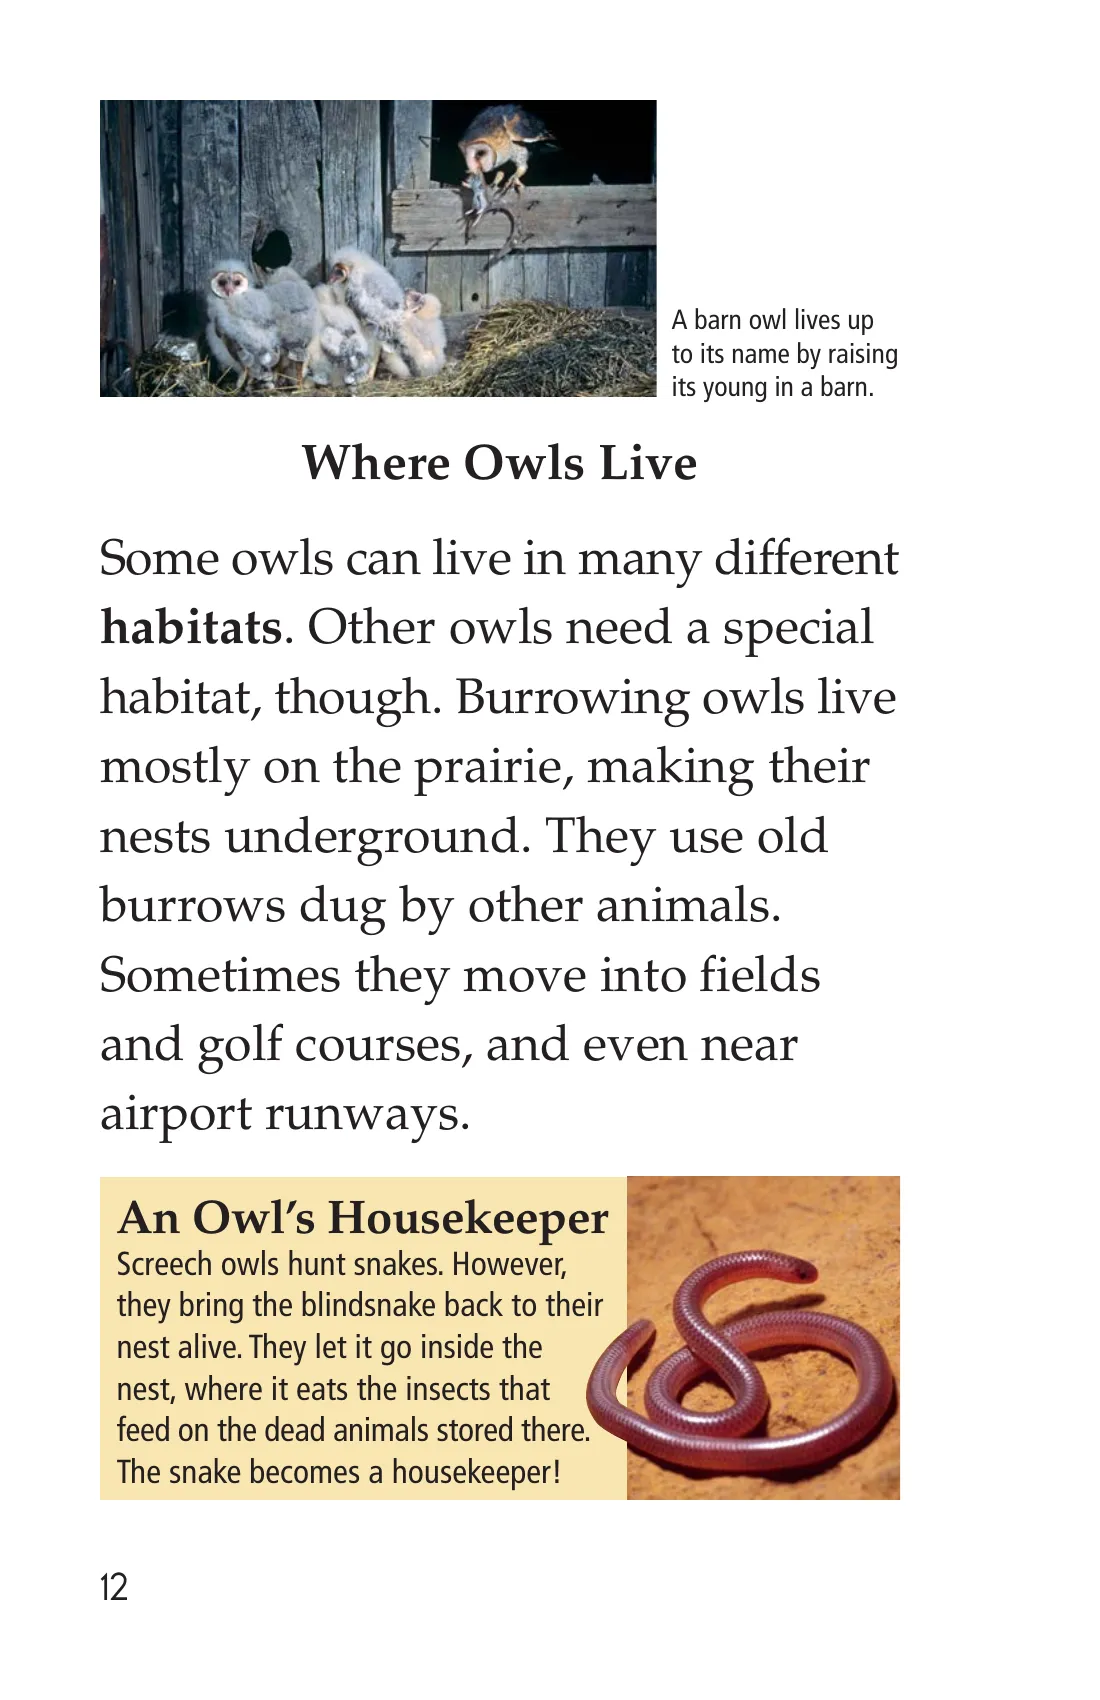 A barn owl lives up
to its name by raising
its young in a barn.
Where Owls Live
Some owls can live in many different
habitats. Other owls need a special
habitat, though. Burrowing owls live
mostly on the prairie, making their
nests underground. They use old
burrows dug by other animals.
Sometimes they move into fields
and golf courses, and even near
airport runways.
An Owl’s Housekeeper
Screech owls hunt snakes. However,
they bring the blindsnake back to their
nest alive. They let it go inside the
nest, where it eats the insects that
feed on the dead animals stored there.
The snake becomes a housekeeper!
12